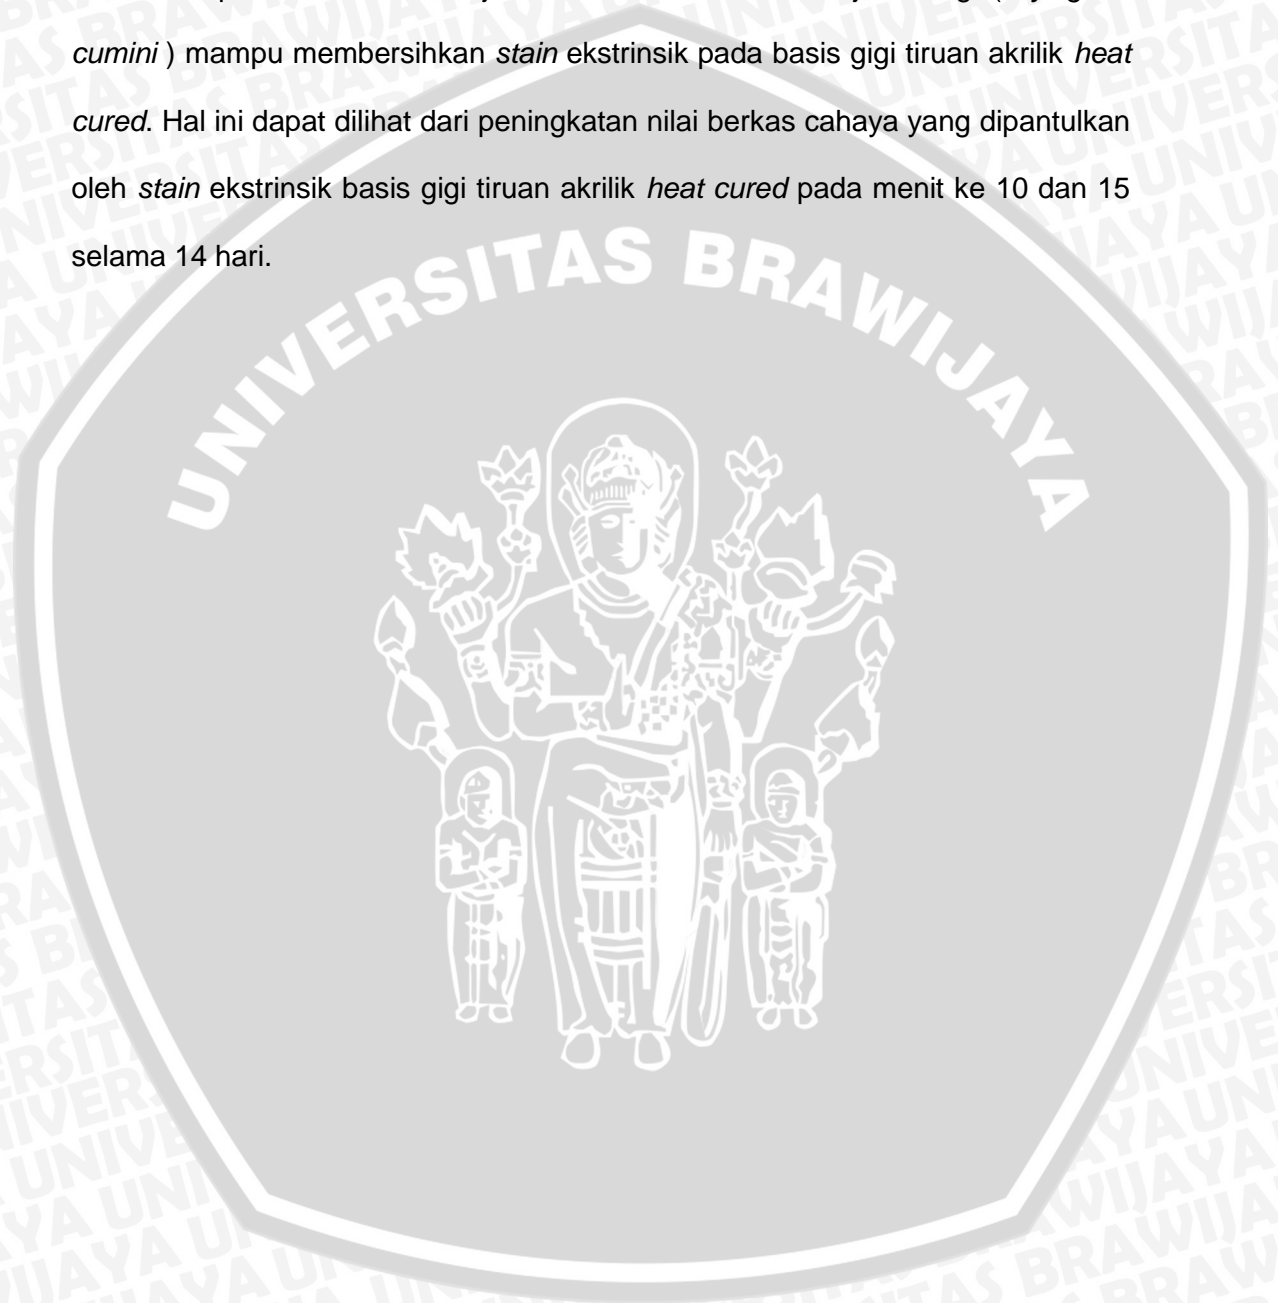 cumini ) mampu membersihkan stain ekstrinsik pada basis gigi tiruan akrilik heat
cured. Hal ini dapat dilihat dari peningkatan nilai berkas cahaya yang dipantulkan
oleh stain ekstrinsik basis gigi tiruan akrilik heat cured pada menit ke 10 dan 15
selama 14 hari.
UNIVERSITAS BRAWIJAYA